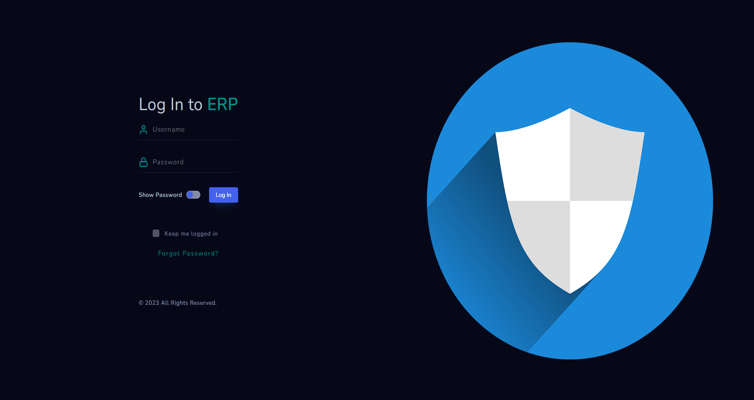 Log In to ERP
Username
Password
Show Password Log In
Keep me logged in
Forgot Password?
© 2023 All Rights Reserved.